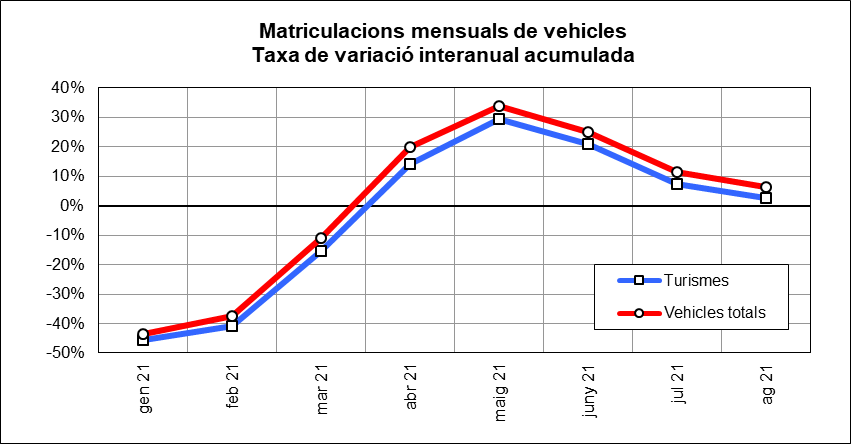 Matriculacions mensuals de vehicles
Taxa de variació interanual acumulada
40%
30%
20%
10%
0%
-10%
-20%
-30%
-40%
-50%
Turismes
Vehicles totals
gen 21
feb 21
mar 21
abr 21
maig 21
juny 21
jul 21
ag 21